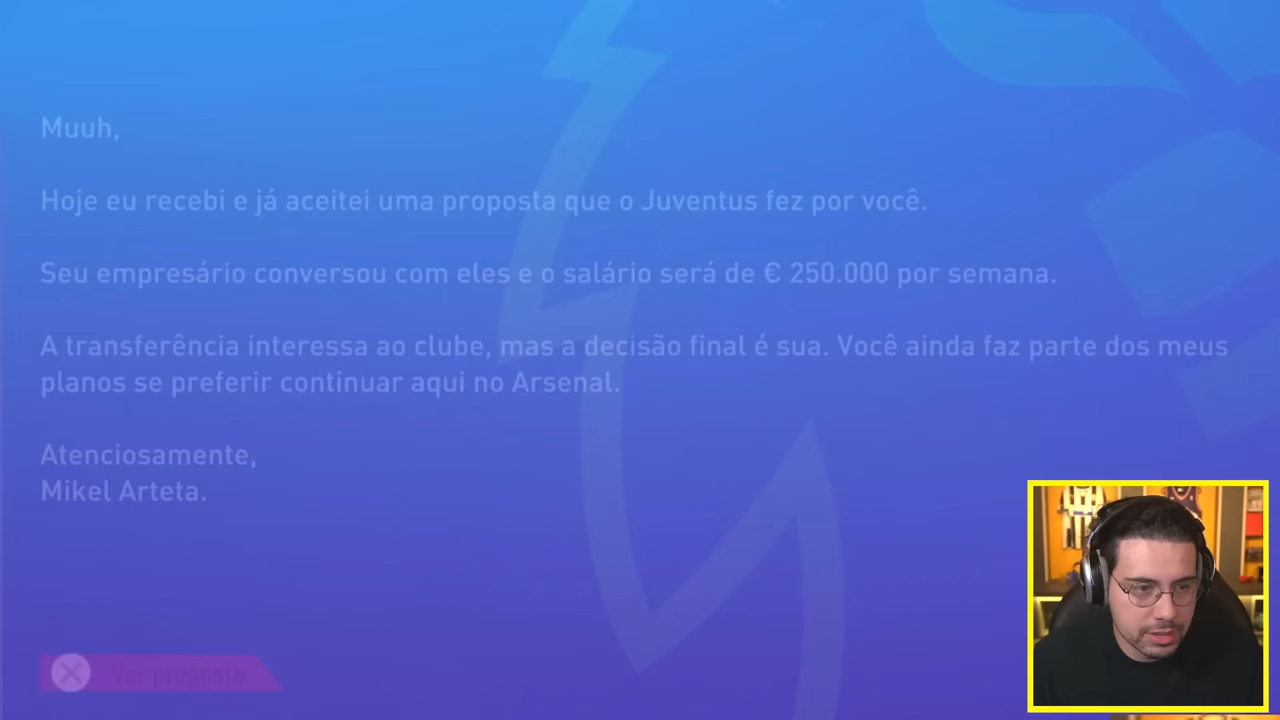 Muuh,
Hoje eu recebi e já aceitei uma proposta que o Juventus fez por você.
Seu empresário conversou com eles e o salário será de € 250.000 por semana.
A transferência interessa ao clube, mas a decisão final é sua. Você ainda faz parte dos meus
planos se preferir continuar aqui no Arsenal.
Atenciosamente,
Mikel Arteta.
Ver proposta